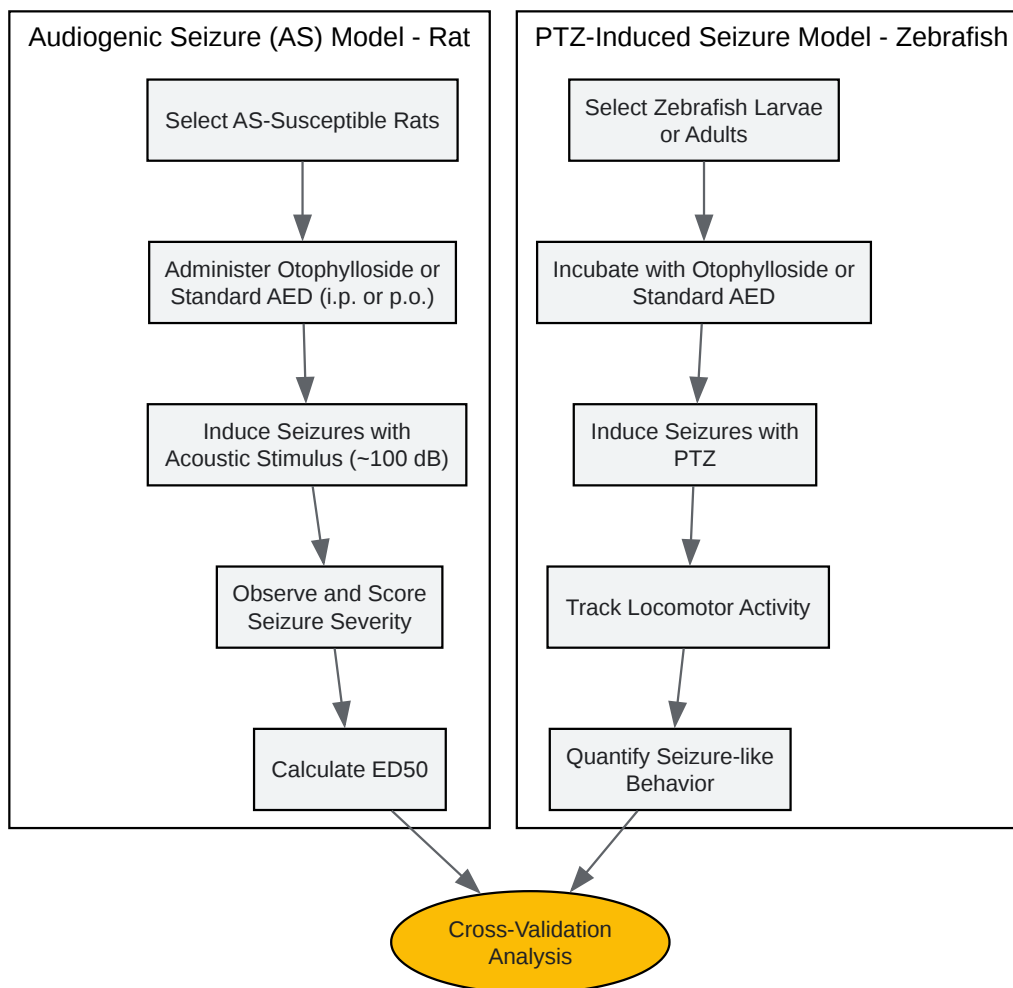 Audiogenic Seizure (AS) Model - Rat
Select AS-Susceptible Rats
Administer Otophylloside or
Standard AED (i.p. or p.o.)
Induce Seizures with
Acoustic Stimulus (~100 dB)
Observe and Score
Seizure Severity
Calculate ED50
PTZ-Induced Seizure Model - Zebrafish
Select Zebrafish Larvae
or Adults
Incubate with Otophylloside or
Standard AED
Induce Seizures with
PTZ
Track Locomotor Activity
Quantify Seizure-like
Behavior
Cross-Validation
Analysis